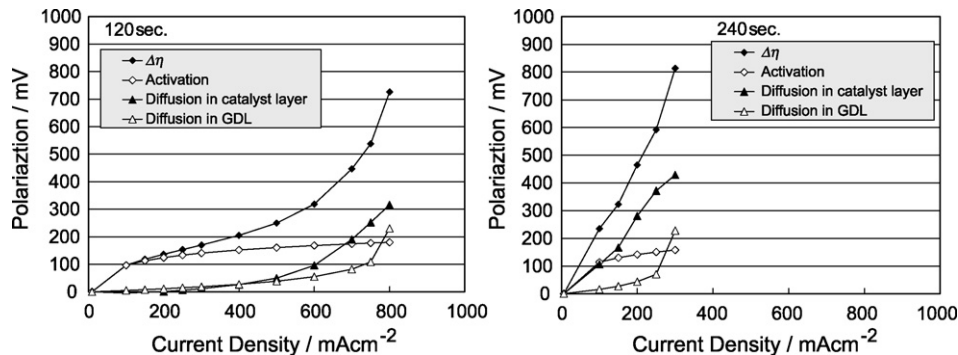 120sec.
Δη
Activation
Diffusion in catalyst layer
Diffusion in GDL
Polariaztion / mV
1000
900
800
700
600
500
400
300
200
100
0
0 200 400 600 800 1000
Current Density / mAcm-2
240sec.
Δη
Activation
Diffusion in catalyst layer
Diffusion in GDL
Polariaztion / mV
1000
900
800
700
600
500
400
300
200
100
0
0 200 400 600 800 1000
Current Density / mAcm-2